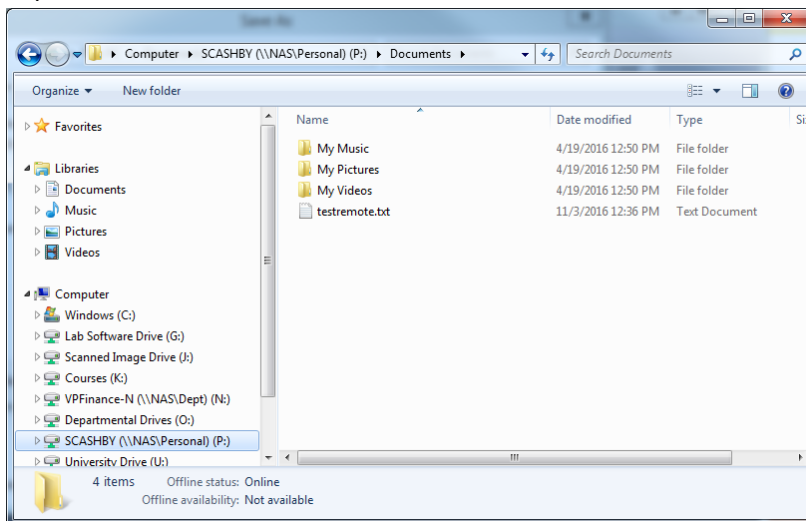 Computer ▸ SCASHBY (\\NAS\Personal) (P:) ▸ Documents ▸
Search Documents
Organize
New folder
Name
Date modified
Type
Favorites
My Music 4/19/2016 12:50 PM File folder
My Pictures 4/19/2016 12:50 PM File folder
My Videos 4/19/2016 12:50 PM File folder
testremote.txt 11/3/2016 12:36 PM Text Document
Libraries
Documents
Music
Pictures
Videos
Computer
Windows (C:)
Lab Software Drive (G:)
Scanned Image Drive (J:)
Courses (K:)
VPFinance-N (\\NAS\Dept) (N:)
Departmental Drives (O:)
SCASHBY (\\NAS\Personal) (P:)
University Drive (U:)
4 items Offline status: Online
Offline availability: Not available